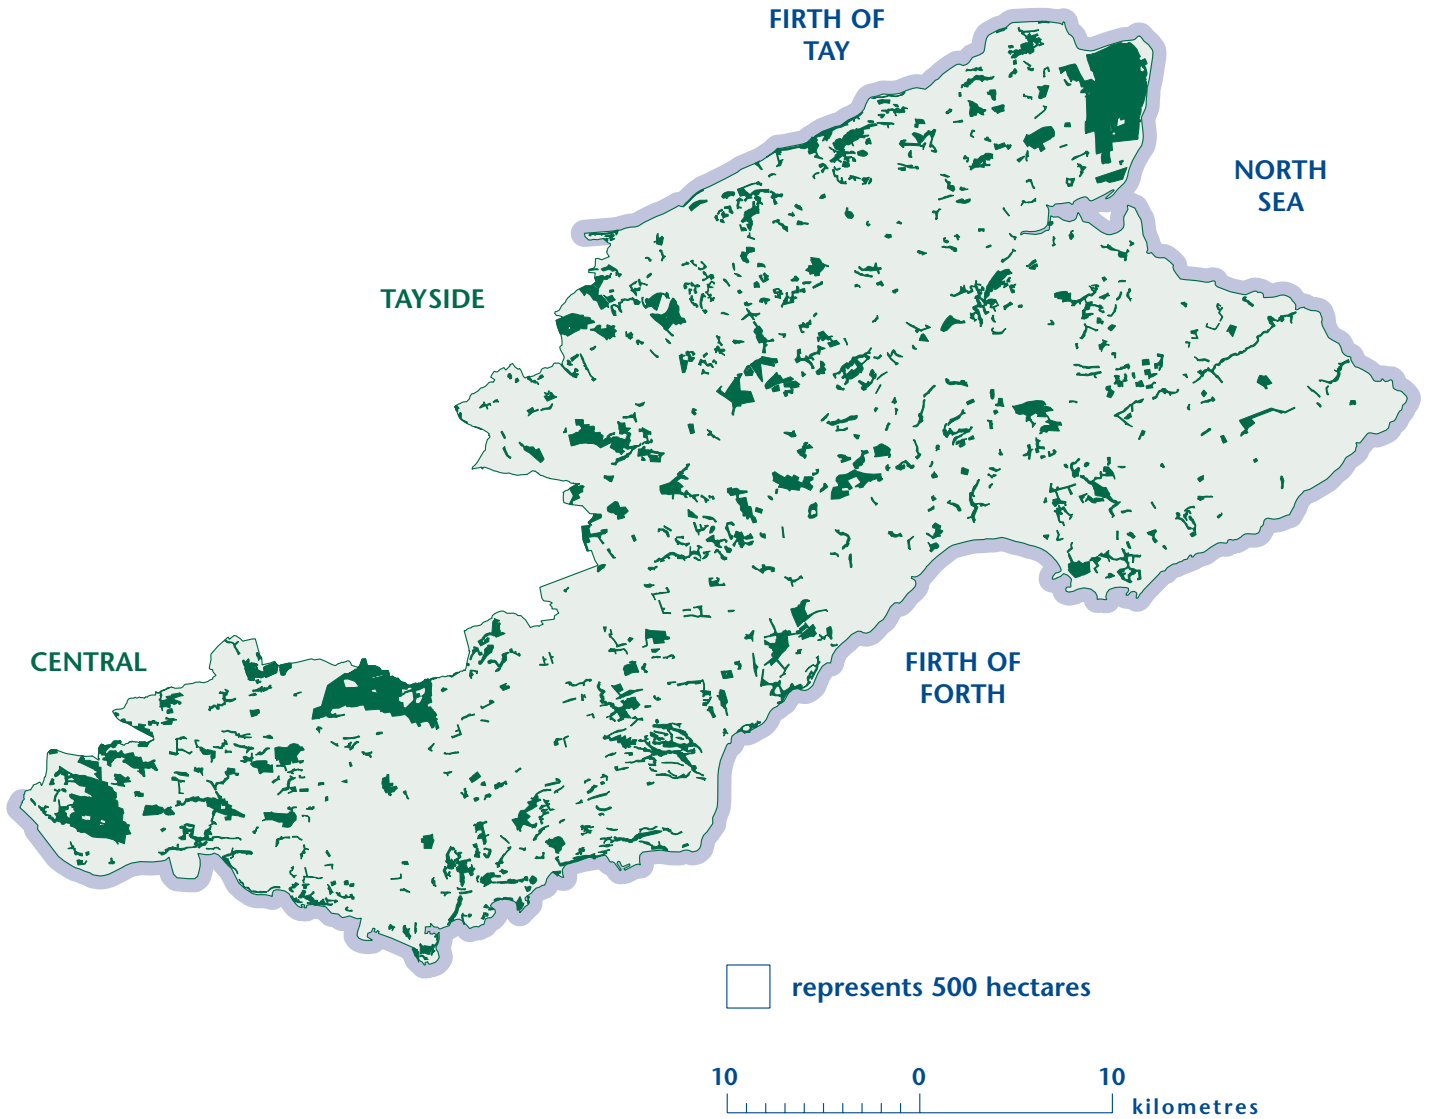 FIRTH OF
TAY
NORTH
SEA
TAYSIDE
CENTRAL
FIRTH OF
FORTH
represents 500 hectares
10 0 10
kilometres